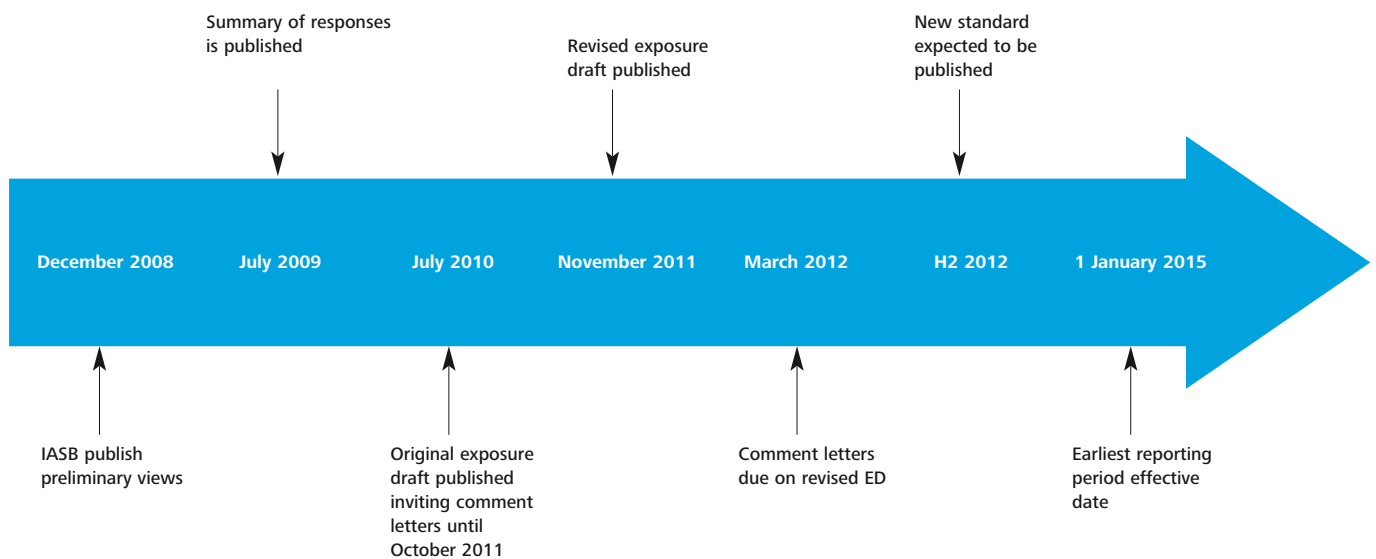 Summary of responses
is published
Revised exposure
draft published
New standard
expected to be
published
December 2008
July 2009
July 2010
November 2011
March 2012
H2 2012
1 January 2015
IASB publish
preliminary views
Original exposure
draft published
inviting comment
letters until
October 2011
Comment letters
due on revised ED
Earliest reporting
period effective
date